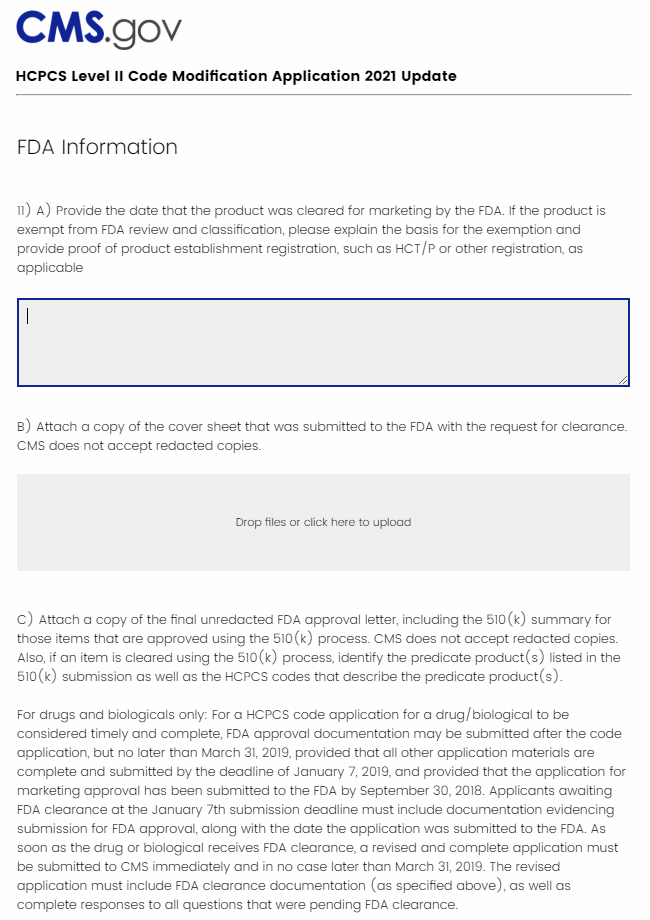 CMS.gov
HCPCS Level II Code Modification Application 2021 Update
FDA Information
11) A) Provide the date that the product was cleared for marketing by the FDA. If the product is
exempt from FDA review and classification, please explain the basis for the exemption and
provide proof of product establishment registration, such as HCT/P or other registration, as
applicable
B) Attach a copy of the cover sheet that was submitted to the FDA with the request for clearance.
CMS does not accept redacted copies.
Drop files or click here to upload
C) Attach a copy of the final unredacted FDA approval letter, including the 510(k) summary for
those items that are approved using the 510(k) process. CMS does not accept redacted copies.
Also, if an item is cleared using the 510(k) process, identify the predicate product(s) listed in the
510(k) submission as well as the HCPCS codes that describe the predicate product(s).
For drugs and biologicals only: For a HCPCS code application for a drug/biological to be
considered timely and complete, FDA approval documentation may be submitted after the code
application, but no later than March 31, 2019, provided that all other application materials are
complete and submitted by the deadline of January 7, 2019, and provided that the application for
marketing approval has been submitted to the FDA by September 30, 2018. Applicants awaiting
FDA clearance at the January 7th submission deadline must include documentation evidencing
submission for FDA approval, along with the date the application was submitted to the FDA. As
soon as the drug or biological receives FDA clearance, a revised and complete application must
be submitted to CMS immediately and in no case later than March 31, 2019. The revised
application must include FDA clearance documentation (as specified above), as well as
complete responses to all questions that were pending FDA clearance.